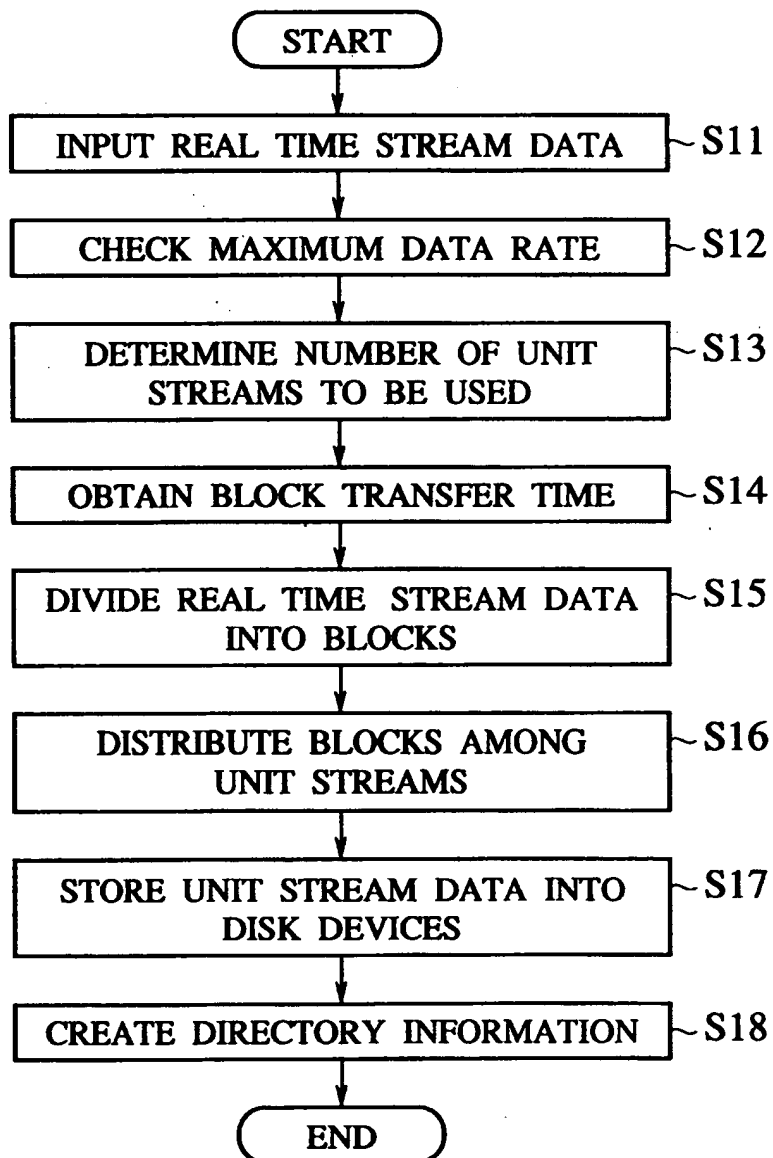 START
INPUT REAL TIME STREAM DATA
S11
CHECK MAXIMUM DATA RATE
S12
DETERMINE NUMBER OF UNIT
STREAMS TO BE USED
S13
OBTAIN BLOCK TRANSFER TIME
S14
DIVIDE REAL TIME STREAM DATA
INTO BLOCKS
S15
DISTRIBUTE BLOCKS AMONG
UNIT STREAMS
S16
STORE UNIT STREAM DATA INTO
DISK DEVICES
S17
CREATE DIRECTORY INFORMATION
S18
END